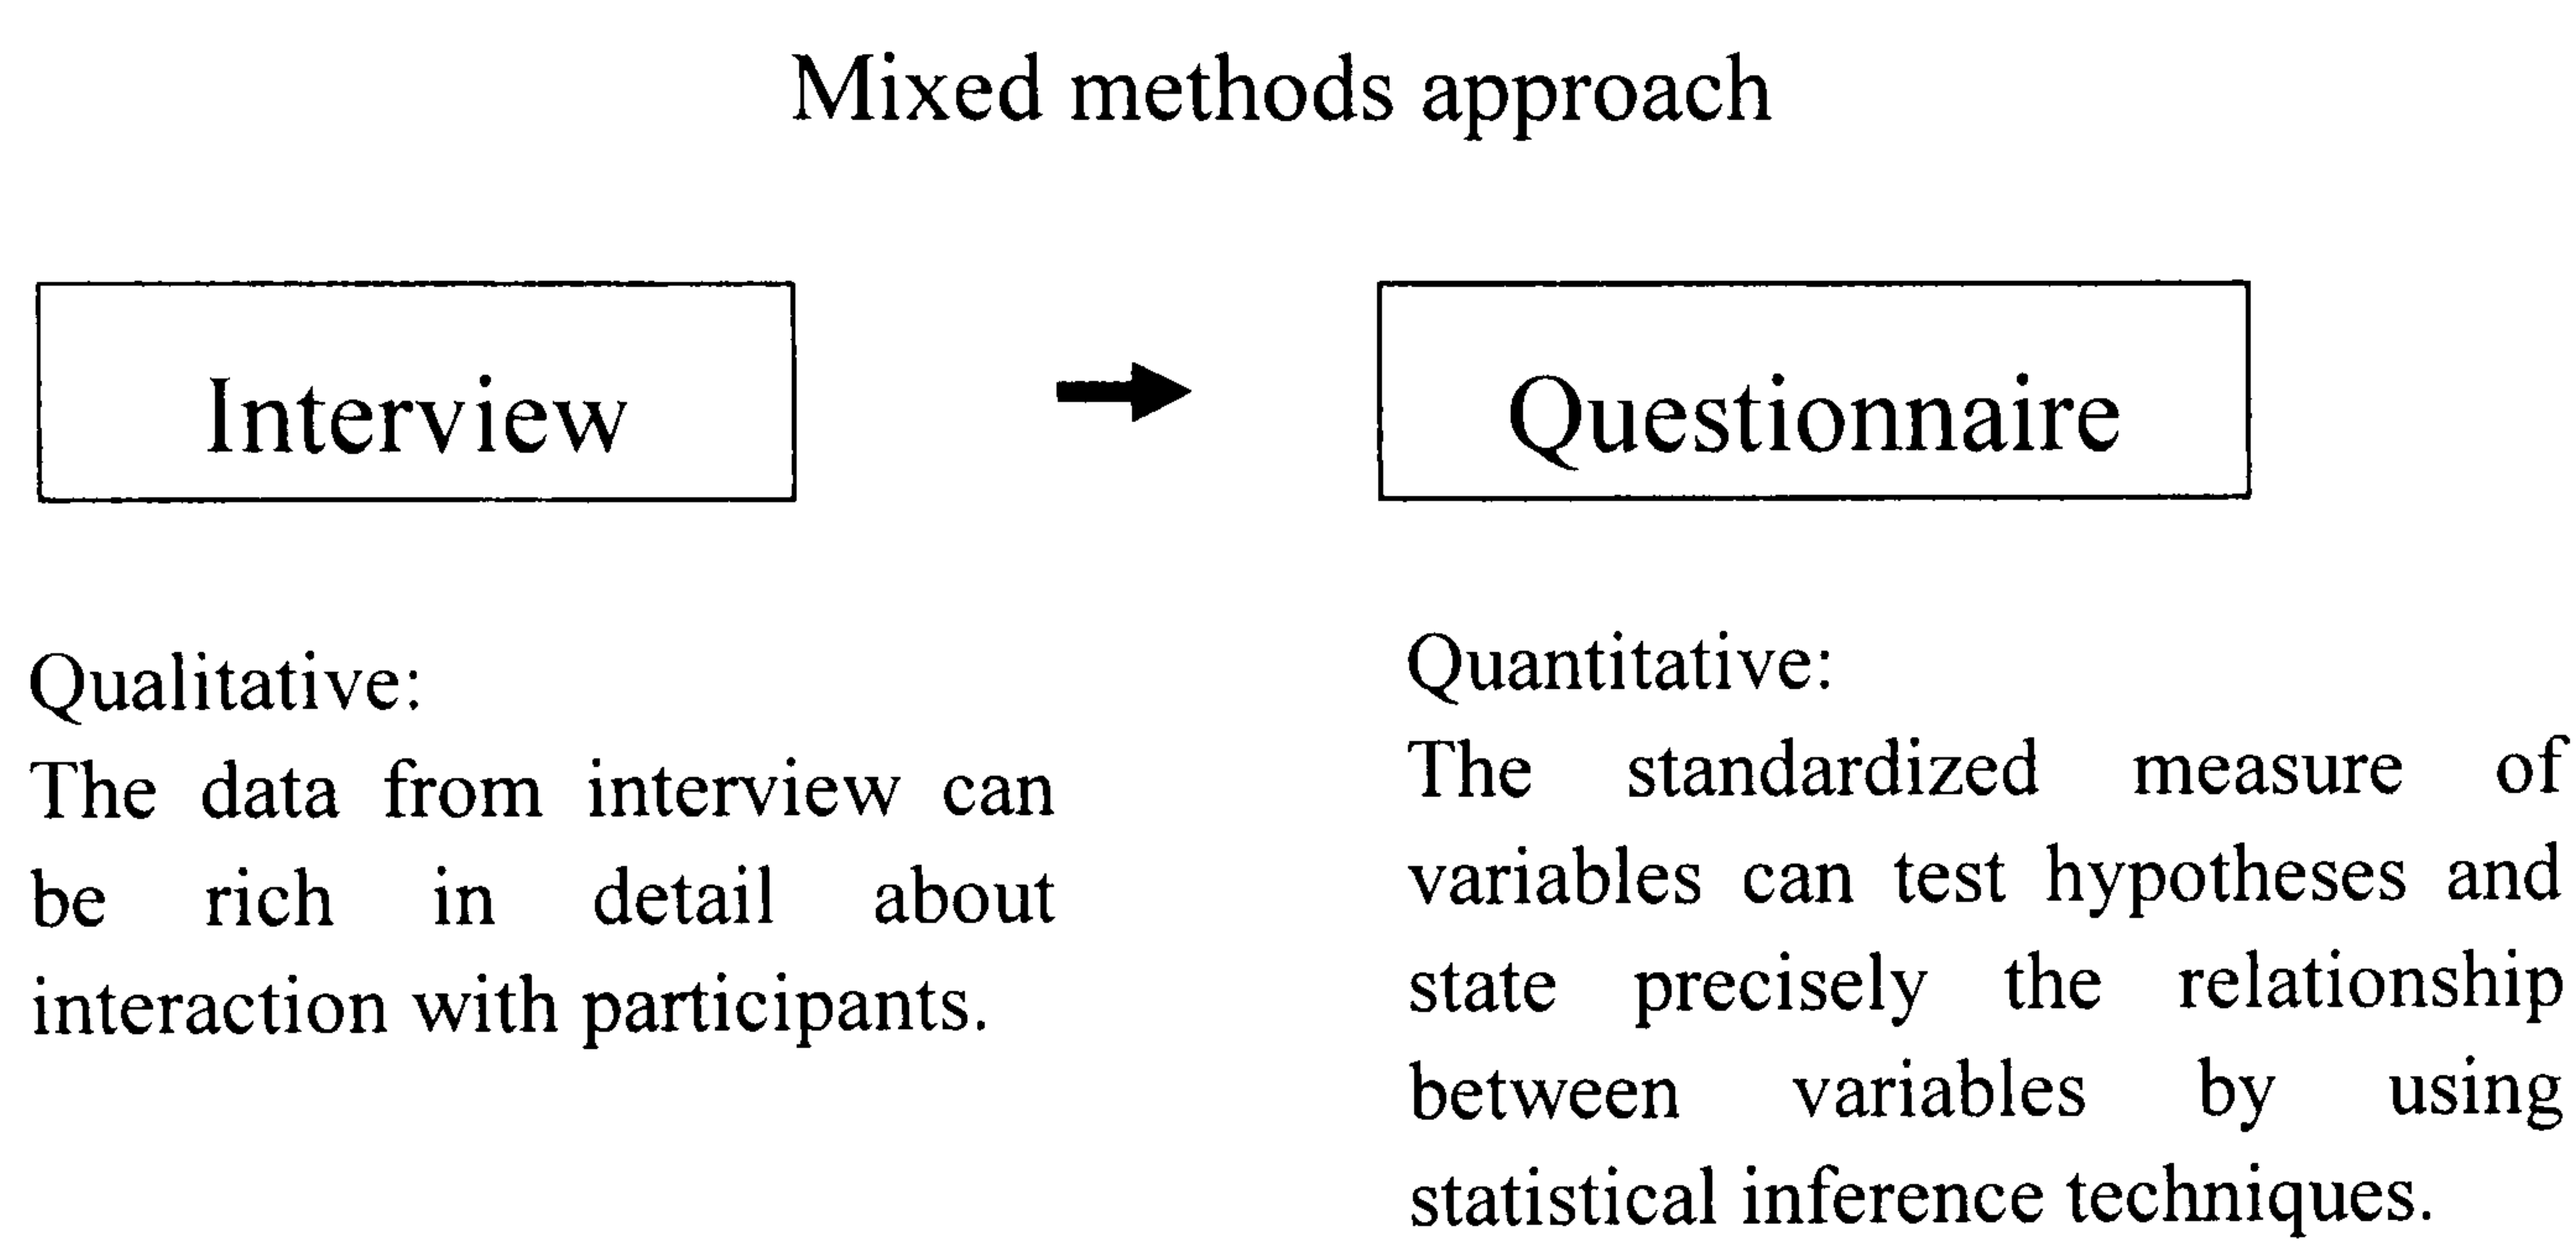 Mixed methods approach
Interview
Questionnaire
Qualitative:
The data from interview can
be rich in detail about
interaction with participants.
Quantitative:
The standardized measure of
variables can test hypotheses and
state precisely the relationship
between variables by using
statistical inference techniques.